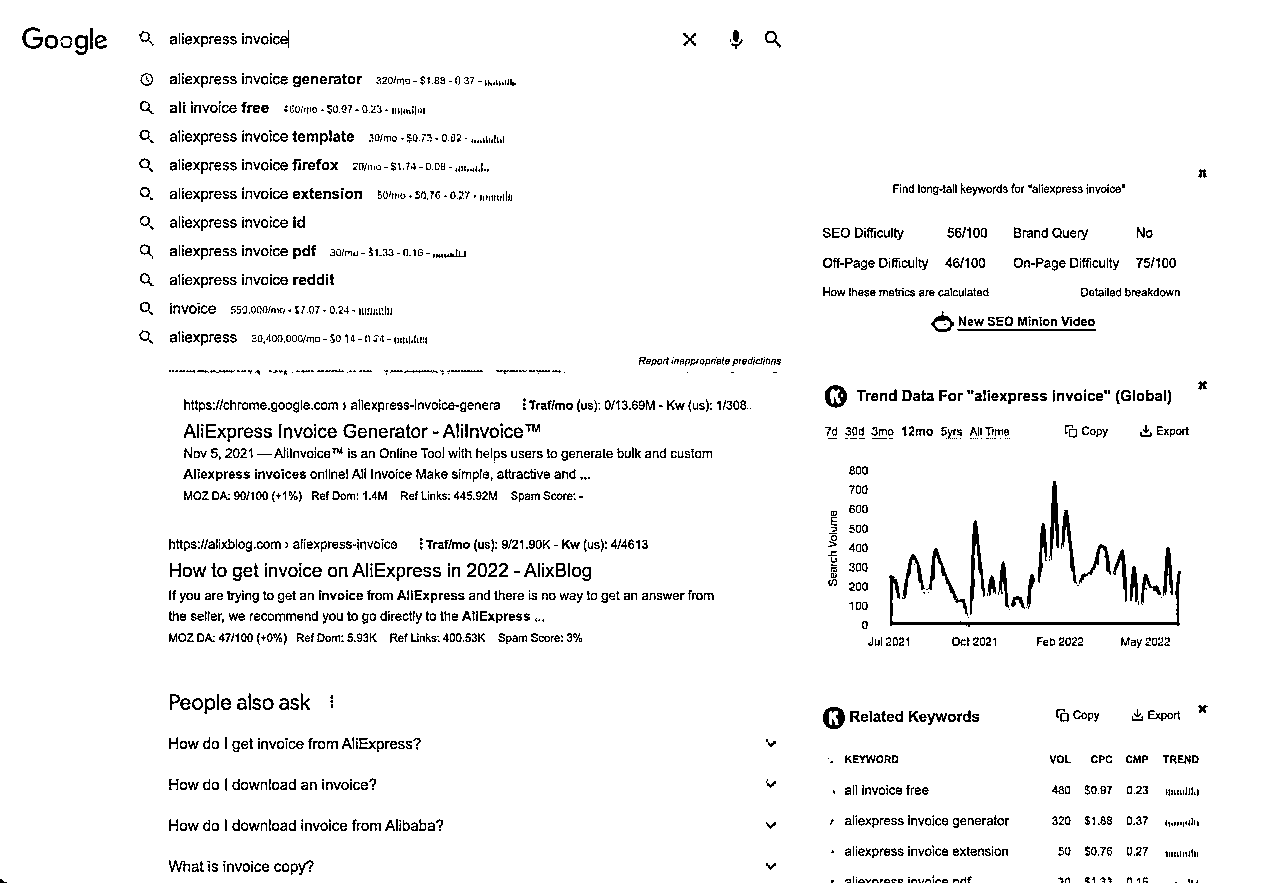 Google
aliexpress invoice
aliexpress invoice generator 320/mo - $1.88 - 0.37 -
ali invoice free 480/mo - $0.97 - 0.23 -
aliexpress invoice template 30/mo - $0.73 - 0.02 -
aliexpress invoice firefox 20/mo - $1.74 - 0.08 -
aliexpress invoice extension 50/mo - $0.76 - 0.27 -
aliexpress invoice id
aliexpress invoice pdf 30/mo - $1.33 - 0.16 -
aliexpress invoice reddit
invoice 550,000/mo - $7.07 - 0.24 -
aliexpress 30,400,000/mo - $0.14 -
Report inappropriate predictions
https://chrome.google.com › aliexpress-invoice-genera Traf/mo (us): 0/13.69M - Kw (us): 1/308..
AliExpress Invoice Generator - AliInvoice™
Nov 5, 2021 — AliInvoice™ is an Online Tool with helps users to generate bulk and custom
Aliexpress invoices online! Ali Invoice Make simple, attractive and ...
MOZ DA: 90/100 (+1%) Ref Dom: 1.4M Ref Links: 445.92M Spam Score: -
https://alixblog.com › aliexpress-invoice Traf/mo (us): 9/21.90K - Kw (us): 4/4613
How to get invoice on AliExpress in 2022 - AlixBlog
If you are trying to get an invoice from AliExpress and there is no way to get an answer from
the seller, we recommend you to go directly to the AliExpress ...
MOZ DA: 47/100 (+0%) Ref Dom: 5.93K Ref Links: 400.53K Spam Score: 3%
People also ask
How do I get invoice from AliExpress?
How do I download an invoice?
How do I download invoice from Alibaba?
What is invoice copy?
Find long-tail keywords for "aliexpress invoice"
SEO Difficulty 56/100 Brand Query No
Off-Page Difficulty 46/100 On-Page Difficulty 75/100
How these metrics are calculated Detailed breakdown
New SEO Minion Video
K Trend Data For "aliexpress invoice" (Global)
7d 30d 3mo 12mo 5yrs All Time Copy Export
800
700
600
500
400
300
200
100
0
Search Volume
Jul 2021 Oct 2021 Feb 2022 May 2022
K Related Keywords Copy Export
KEYWORD VOL CPC CMP TREND
ali invoice free 480 $0.97 0.23
aliexpress invoice generator 320 $1.88 0.37
aliexpress invoice extension 50 $0.76 0.27
aliexpress invoice pdf 30 $1.33 0.16